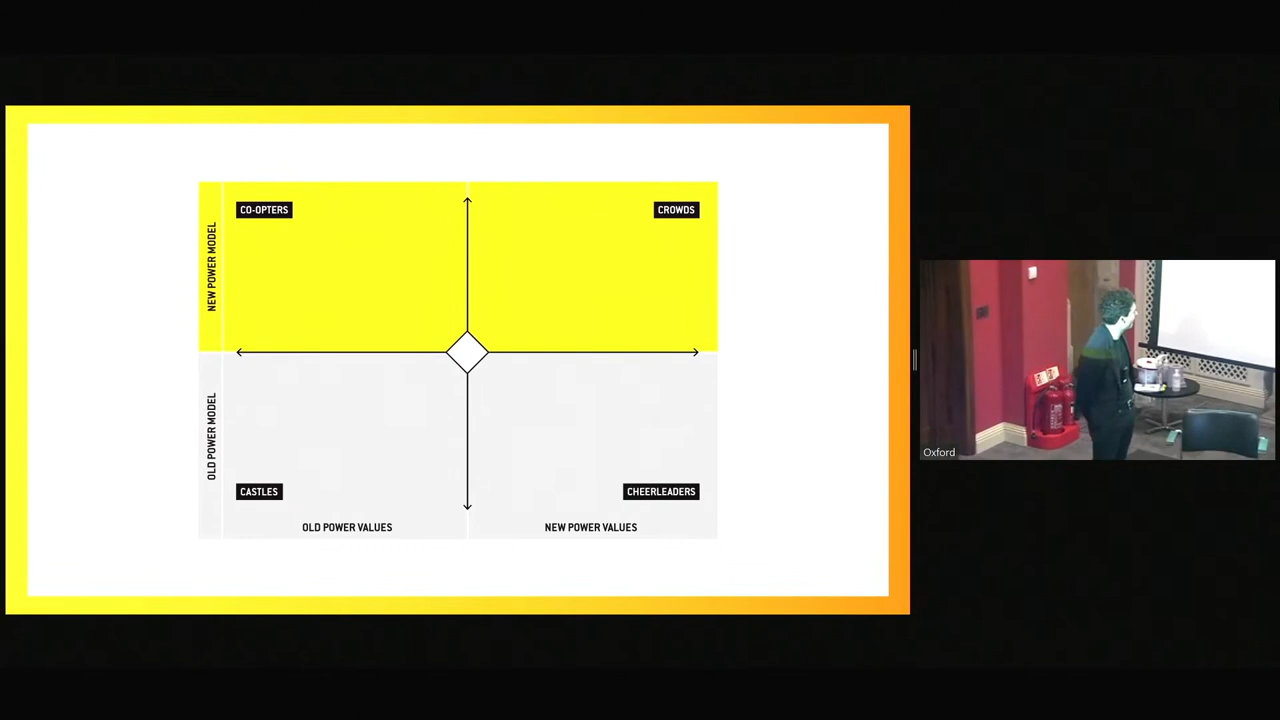 CO-OPTERS
CROWDS
NEW POWER MODEL
OLD POWER MODEL
CASTLES
CHEERLEADERS
OLD POWER VALUES
NEW POWER VALUES
Oxford